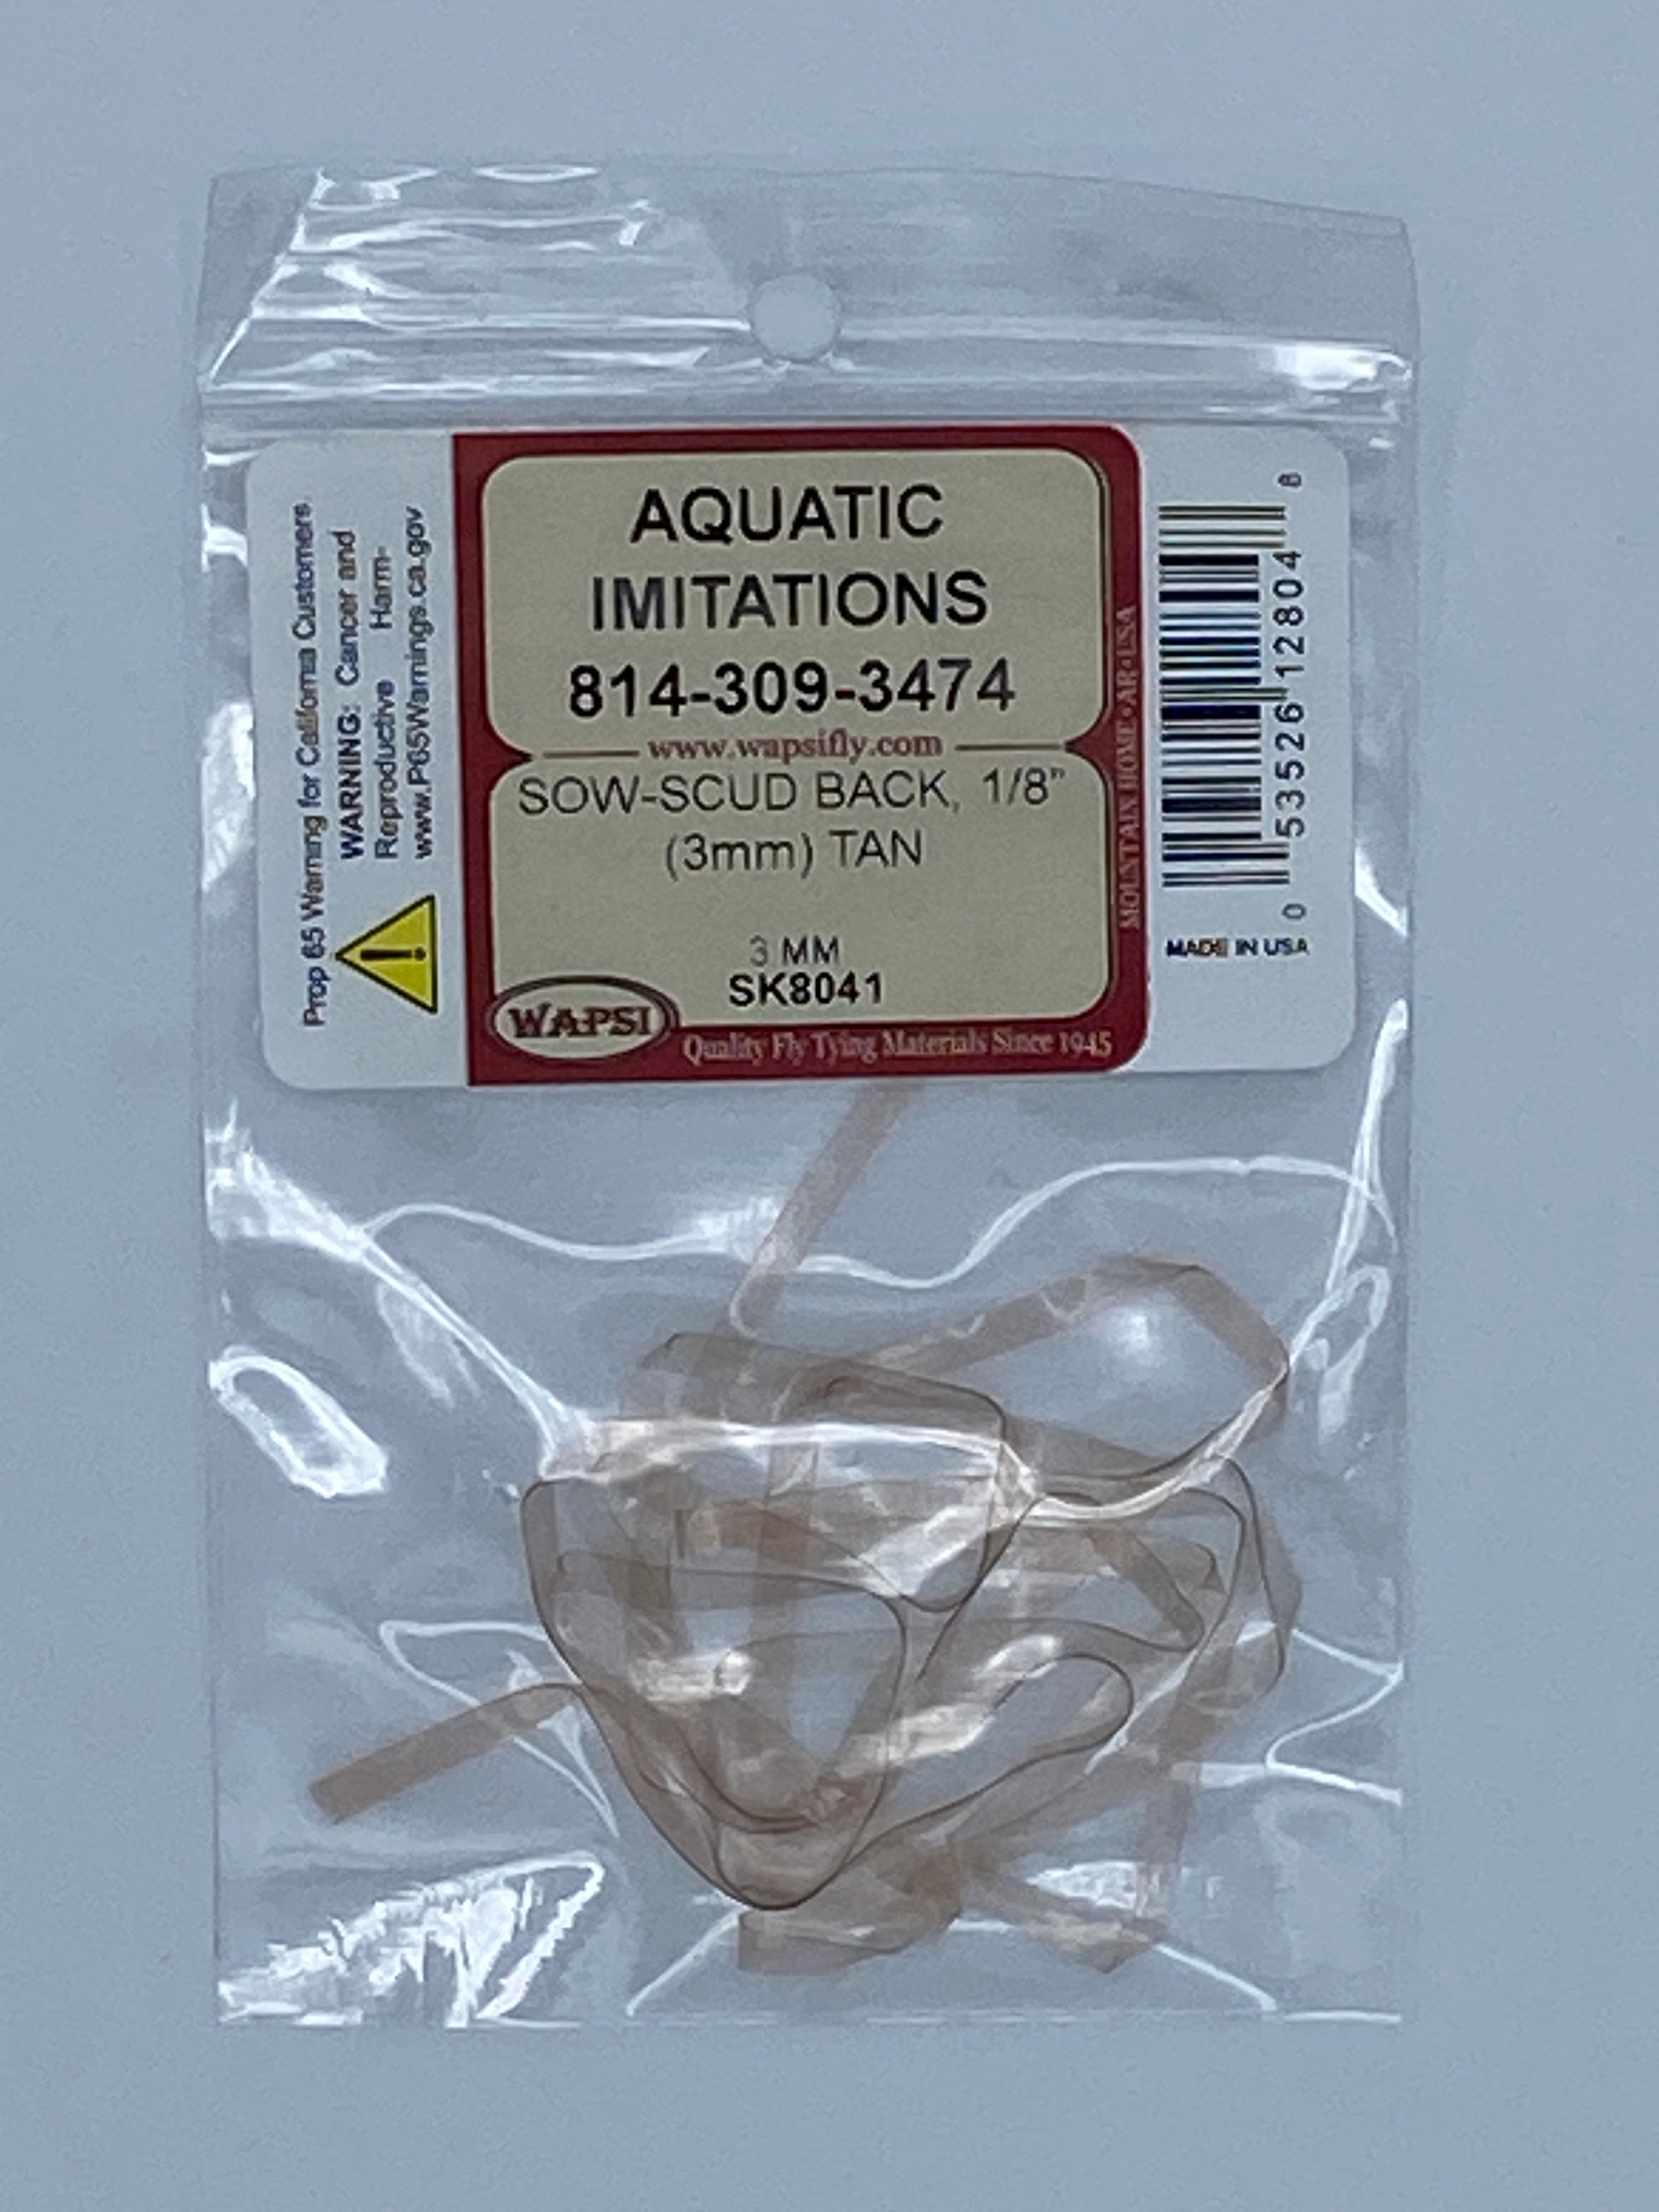 Prop 65 Warning for California Customers
WARNING: Cancer and
Reproductive Harm-
www.P65Warnings.ca.gov
AQUATIC
IMITATIONS
814-309-3474
www.wapsifly.com
SOW-SCUD BACK, 1/8"
(3mm) TAN
3 MM
SK8041
WAPSI
Quality Fly Tying Materials Since 1945
MOUNTAIN HOME•AR•USA
0 53526 12804 8
MADE IN USA